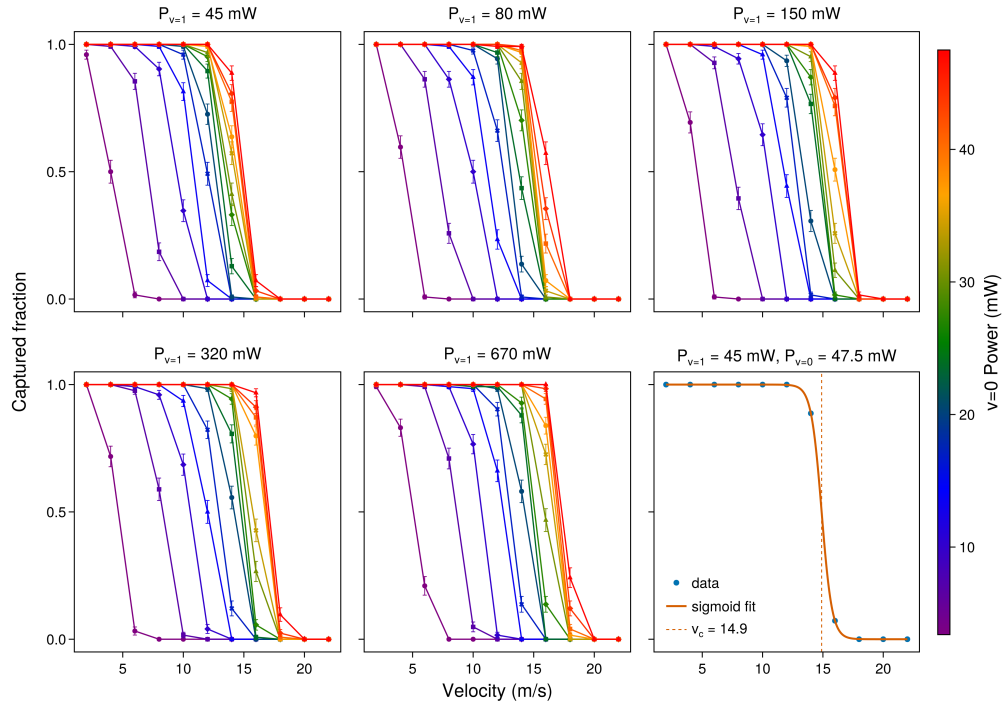 P_{v=1} = 45 mW
P_{v=1} = 80 mW
P_{v=1} = 150 mW
1.0
0.5
0.0
P_{v=1} = 320 mW
P_{v=1} = 670 mW
P_{v=1} = 45 mW, P_{v=0} = 47.5 mW
1.0
0.5
0.0
5 10 15 20
5 10 15 20
5 10 15 20
data
sigmoid fit
v_c = 14.9
Captured fraction
Velocity (m/s)
40
30
20
10
v=0 Power (mW)